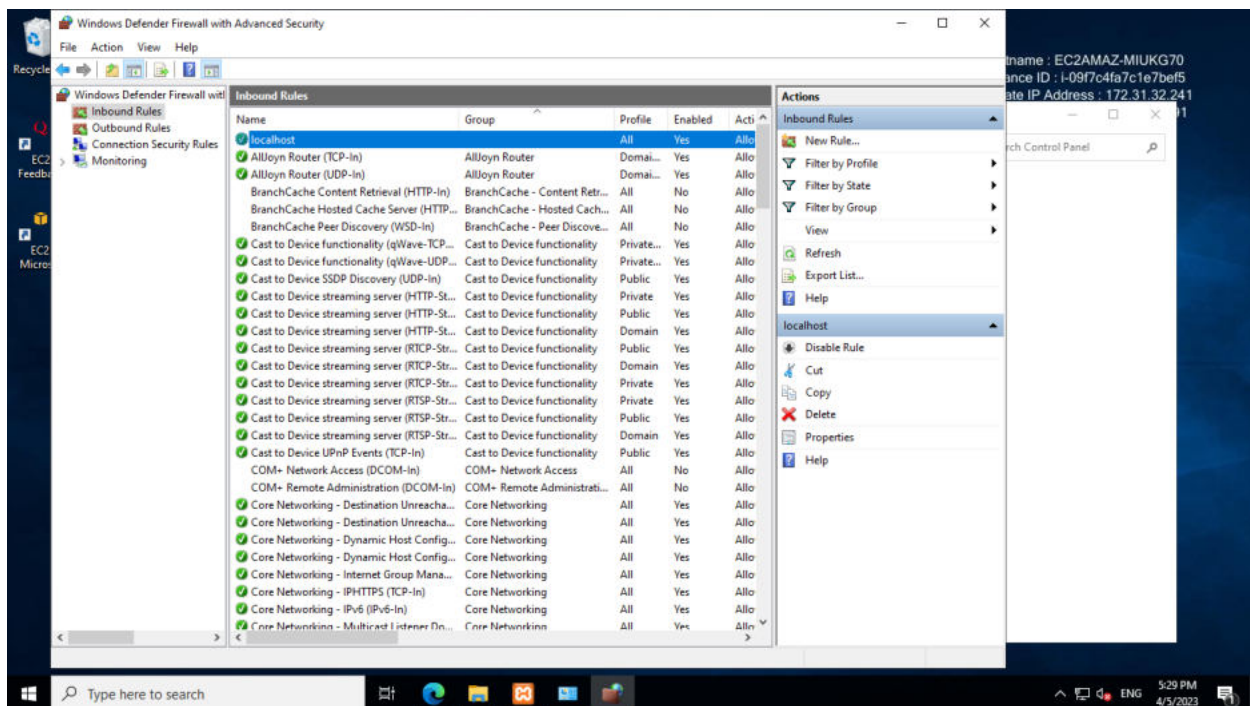 Recycle
EC2
Feedba
EC2
Micros
Windows Defender Firewall with Advanced Security
File Action View Help
Windows Defender Firewall witl
Inbound Rules
Outbound Rules
Connection Security Rules
Monitoring
Inbound Rules
Name Group Profile Enabled Acti
localhost All Yes Allo
AllJoyn Router (TCP-In) AllJoyn Router Domai... Yes Allo
AllJoyn Router (UDP-In) AllJoyn Router Domai... Yes Allo
BranchCache Content Retrieval (HTTP-In) BranchCache - Content Retr... All No Allo
BranchCache Hosted Cache Server (HTTP... BranchCache - Hosted Cach... All No Allo
BranchCache Peer Discovery (WSD-In) BranchCache - Peer Discove... All No Allo
Cast to Device functionality (qWave-TCP... Cast to Device functionality Private... Yes Allo
Cast to Device functionality (qWave-UDP... Cast to Device functionality Private... Yes Allo
Cast to Device SSDP Discovery (UDP-In) Cast to Device functionality Public Yes Allo
Cast to Device streaming server (HTTP-St... Cast to Device functionality Private Yes Allo
Cast to Device streaming server (HTTP-St... Cast to Device functionality Public Yes Allo
Cast to Device streaming server (HTTP-St... Cast to Device functionality Domain Yes Allo
Cast to Device streaming server (RTCP-Str... Cast to Device functionality Public Yes Allo
Cast to Device streaming server (RTCP-Str... Cast to Device functionality Domain Yes Allo
Cast to Device streaming server (RTCP-Str... Cast to Device functionality Private Yes Allo
Cast to Device streaming server (RTSP-Str... Cast to Device functionality Private Yes Allo
Cast to Device streaming server (RTSP-Str... Cast to Device functionality Public Yes Allo
Cast to Device streaming server (RTSP-Str... Cast to Device functionality Domain Yes Allo
Cast to Device UPnP Events (TCP-In) Cast to Device functionality Public Yes Allo
COM+ Network Access (DCOM-In) COM+ Network Access All No Allo
COM+ Remote Administration (DCOM-In) COM+ Remote Administrati... All No Allo
Core Networking - Destination Unreacha... Core Networking All Yes Allo
Core Networking - Destination Unreacha... Core Networking All Yes Allo
Core Networking - Dynamic Host Config... Core Networking All Yes Allo
Core Networking - Dynamic Host Config... Core Networking All Yes Allo
Core Networking - Internet Group Mana... Core Networking All Yes Allo
Core Networking - IPHTTPS (TCP-In) Core Networking All Yes Allo
Core Networking - IPv6 (IPv6-In) Core Networking All Yes Allo
Core Networking - Multicast Listener Do... Core Networking All Yes Allo
Actions
Inbound Rules
New Rule...
Filter by Profile
Filter by State
Filter by Group
View
Refresh
Export List...
Help
localhost
Disable Rule
Cut
Copy
Delete
Properties
Help
tname : EC2AMAZ-MIUKG70
ance ID : i-09f7c4fa7c1e7bef5
ate IP Address : 172.31.32.241
rch Control Panel
Type here to search
ENG
5:29 PM
4/5/2023